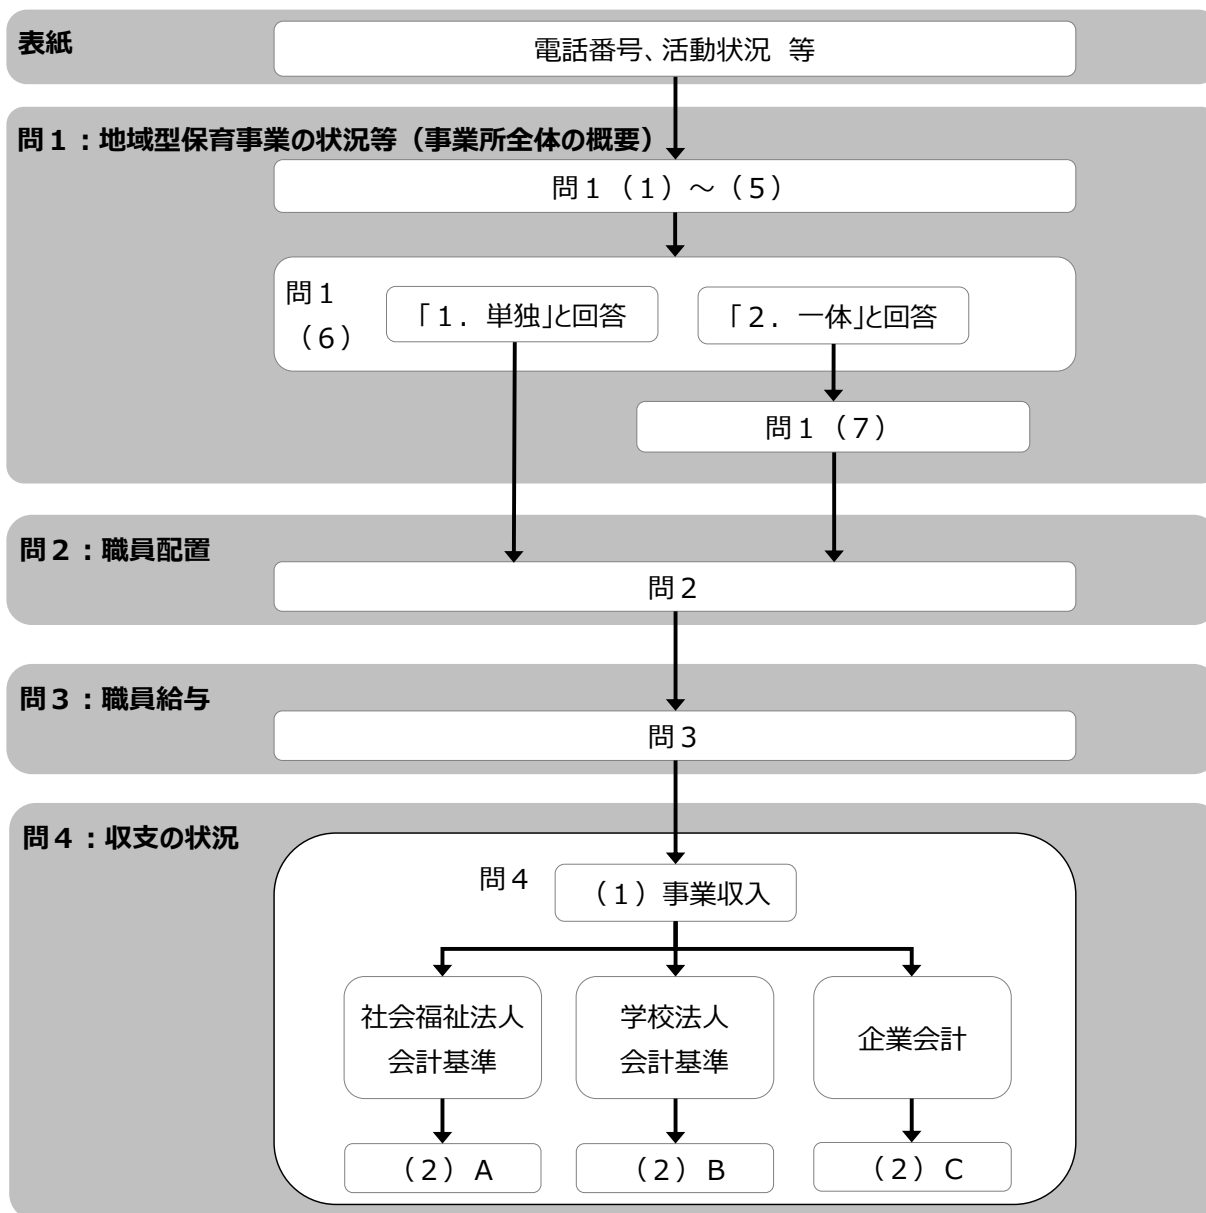 表紙
電話番号、活動状況 等
問1：地域型保育事業の状況等（事業所全体の概要）
問1（1）～（5）
問1
（6）
「1．単独」と回答
「2．一体」と回答
問1（7）
問2：職員配置
問2
問3：職員給与
問3
問4：収支の状況
問4
（1）事業収入
社会福祉法人
会計基準
学校法人
会計基準
企業会計
（2）A
（2）B
（2）C